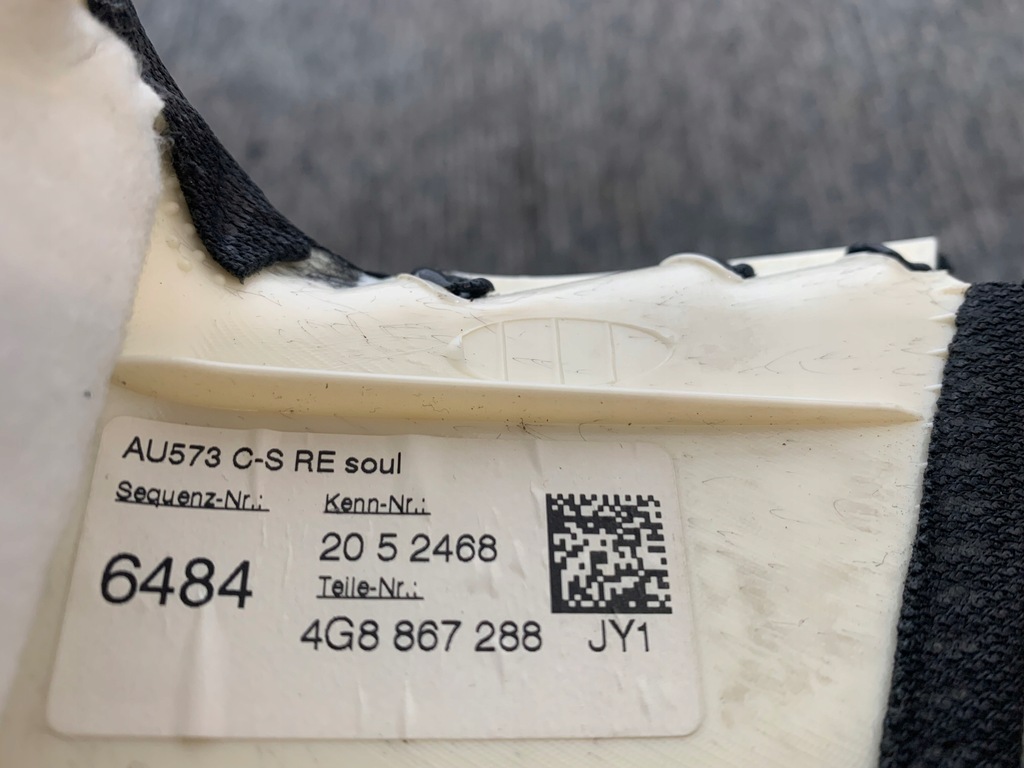 AU573 C-S RE soul
Sequenz-Nr.: Kenn-Nr.:
20 5 2468
6484
Teile-Nr.:
4G8 867 288 JY1